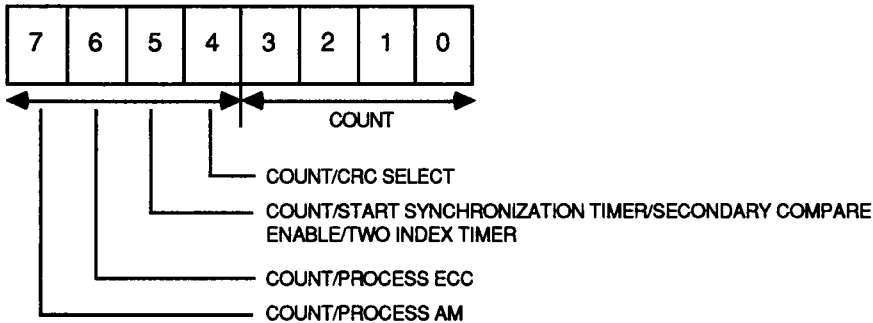 7 6 5 4 3 2 1 0
COUNT
COUNT/CRC SELECT
COUNT/START SYNCHRONIZATION TIMER/SECONDARY COMPARE
ENABLE/TWO INDEX TIMER
COUNT/PROCESS ECC
COUNT/PROCESS AM